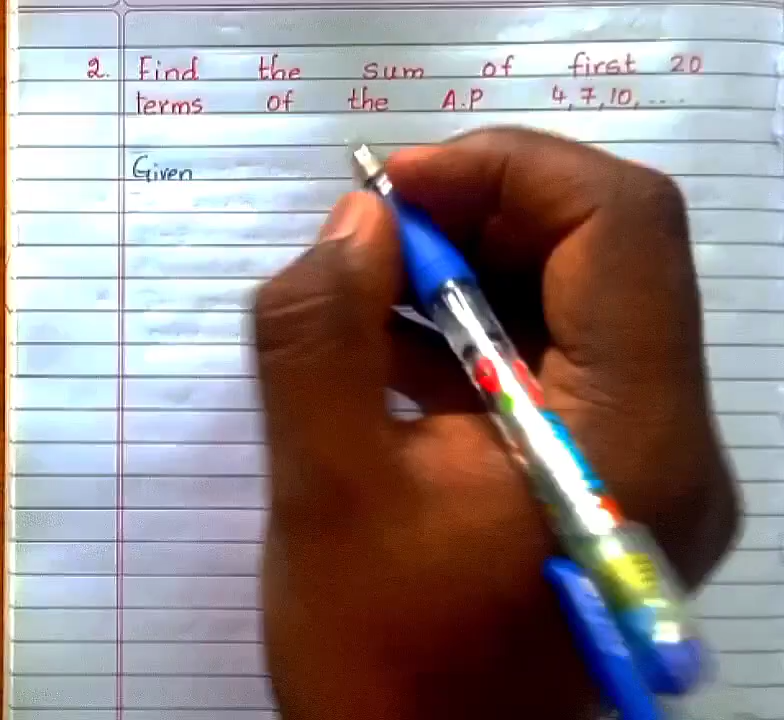 2. Find the sum of first 20
terms of the A.P 4,7,10,....
Given